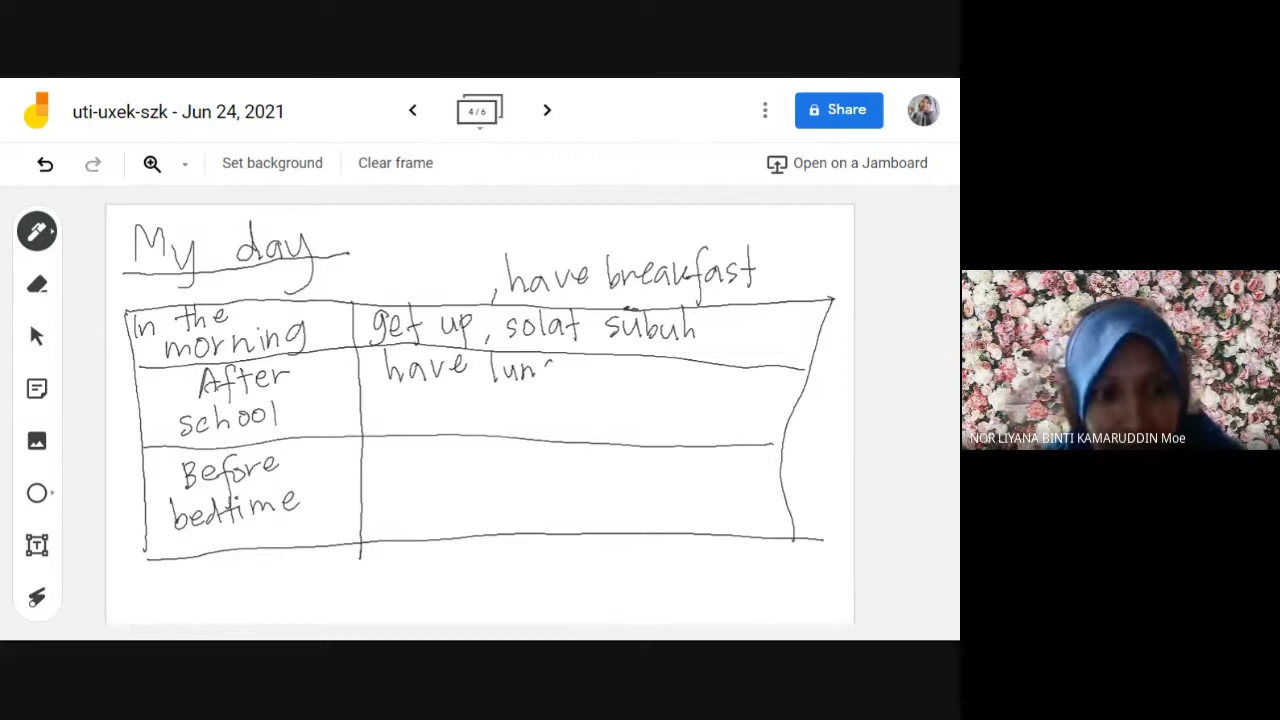 uti-uxek-szk - Jun 24, 2021
4/6
Share
Set background
Clear frame
Open on a Jamboard
My day
, have breakfast
In the morning
get up, solat subuh
After school
have lun
Before bedtime
NOR LIYANA BINTI KAMARUDDIN Moe